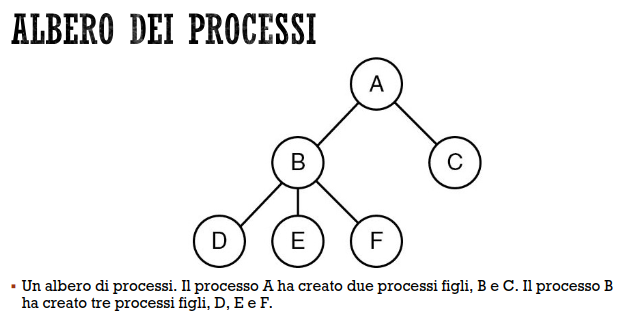 ALBERO DEI PROCESSI
A
B
C
D
E
F
▪ Un albero di processi. Il processo A ha creato due processi figli, B e C. Il processo B
ha creato tre processi figli, D, E e F.